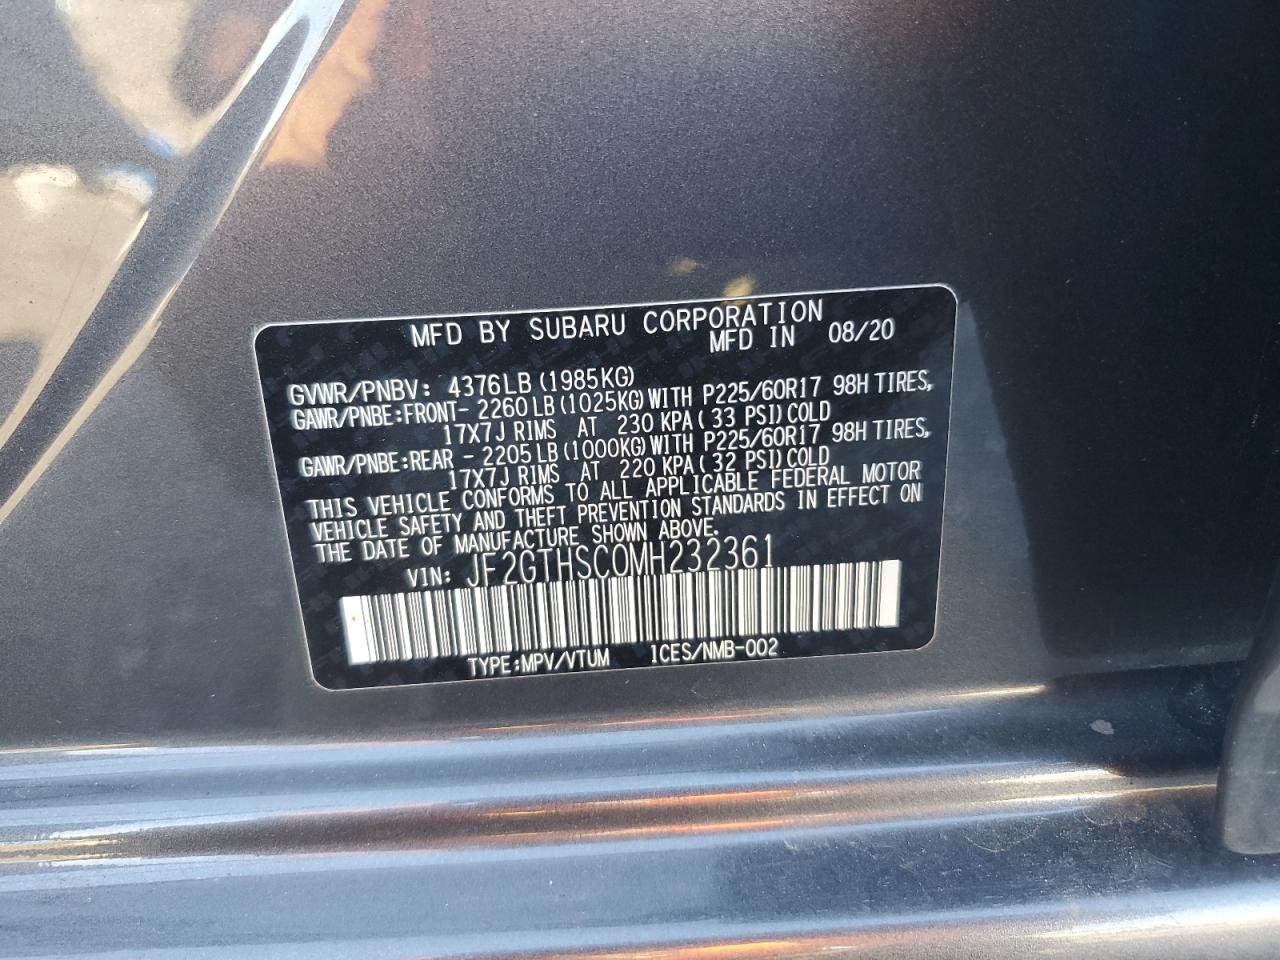 MFD BY SUBARU CORPORATION
MFD IN 08/20
GVWR/PNBV: 4376LB (1985KG)
GAWR/PNBE:FRONT- 2260LB (1025KG) WITH P225/60R17 98H TIRES,
17X7J RIMS AT 230 KPA ( 33 PSI) COLD
GAWR/PNBE:REAR - 2205LB (1000KG) WITH P225/60R17 98H TIRES,
17X7J RIMS AT 220 KPA ( 32 PSI) COLD
THIS VEHICLE CONFORMS TO ALL APPLICABLE FEDERAL MOTOR
VEHICLE SAFETY AND THEFT PREVENTION STANDARDS IN EFFECT ON
THE DATE OF MANUFACTURE SHOWN ABOVE.
VIN: JF2GTHSC0MH232361
TYPE:MPV/VTUM ICES/NMB-002